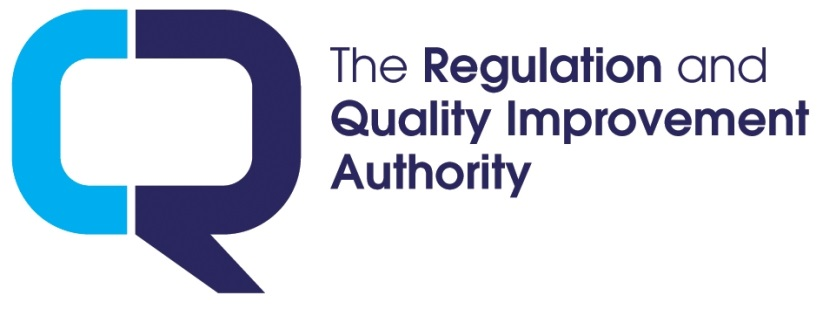 The Regulation and
Quality Improvement
Authority